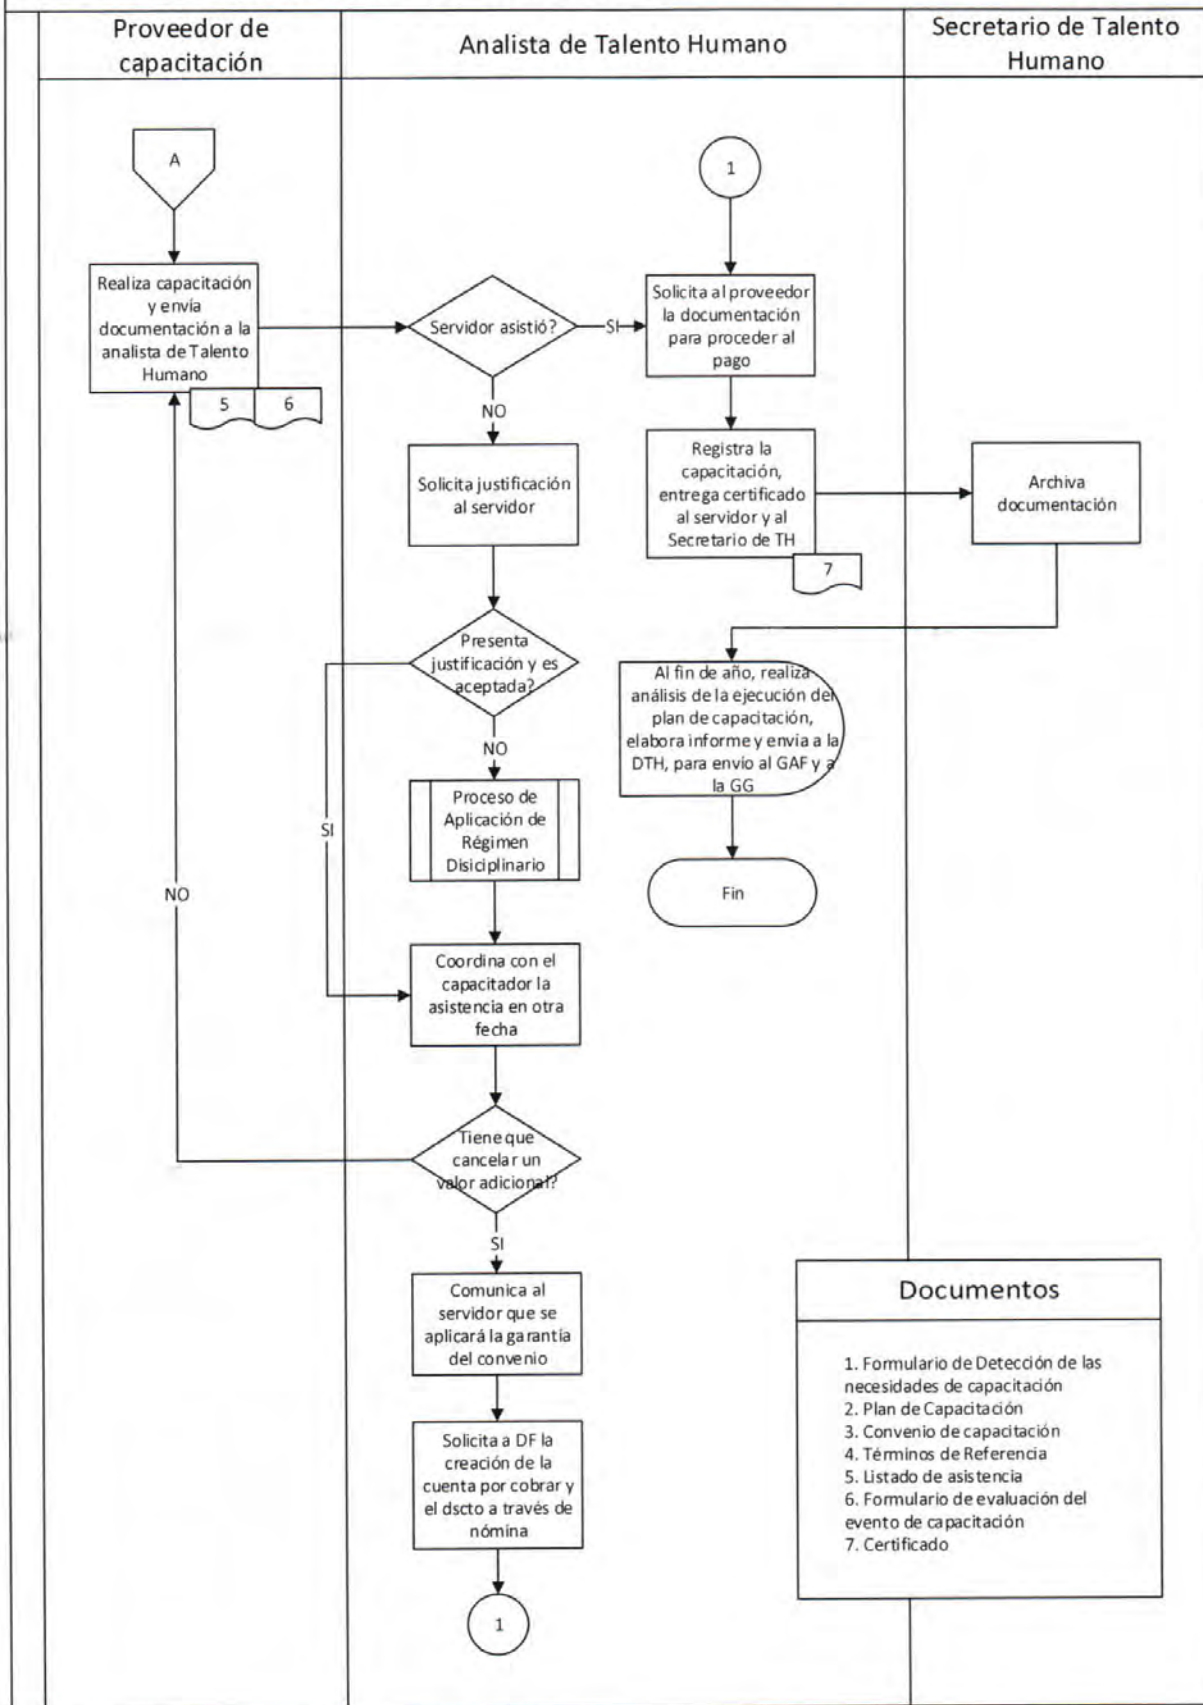 Proveedor de
capacitación
Analista de Talento Humano
Secretario de Talento
Humano
A
1
Realiza capacitación
y envía
documentación a la
analista de Talento
Humano
5
6
Servidor asistió?
SI
Solicita al proveedor
la documentación
para proceder al
pago
NO
Solicita justificación
al servidor
Registra la
capacitación,
entrega certificado
al servidor y al
Secretario de TH
7
Archiva
documentación
Presenta
justificación y es
aceptada?
Al fin de año, realiza
análisis de la ejecución del
plan de capacitación,
elabora informe y envía a la
DTH, para envío al GAF y a
la GG
NO
SI
Proceso de
Aplicación de
Régimen
Disiciplinario
Fin
NO
Coordina con el
capacitador la
asistencia en otra
fecha
Tiene que
cancelar un
valor adicional?
SI
Comunica al
servidor que se
aplicará la garantía
del convenio
Solicita a DF la
creación de la
cuenta por cobrar y
el dscto a través de
nómina
1
Documentos
1. Formulario de Detección de las
necesidades de capacitación
2. Plan de Capacitación
3. Convenio de capacitación
4. Términos de Referencia
5. Listado de asistencia
6. Formulario de evaluación del
evento de capacitación
7. Certificado